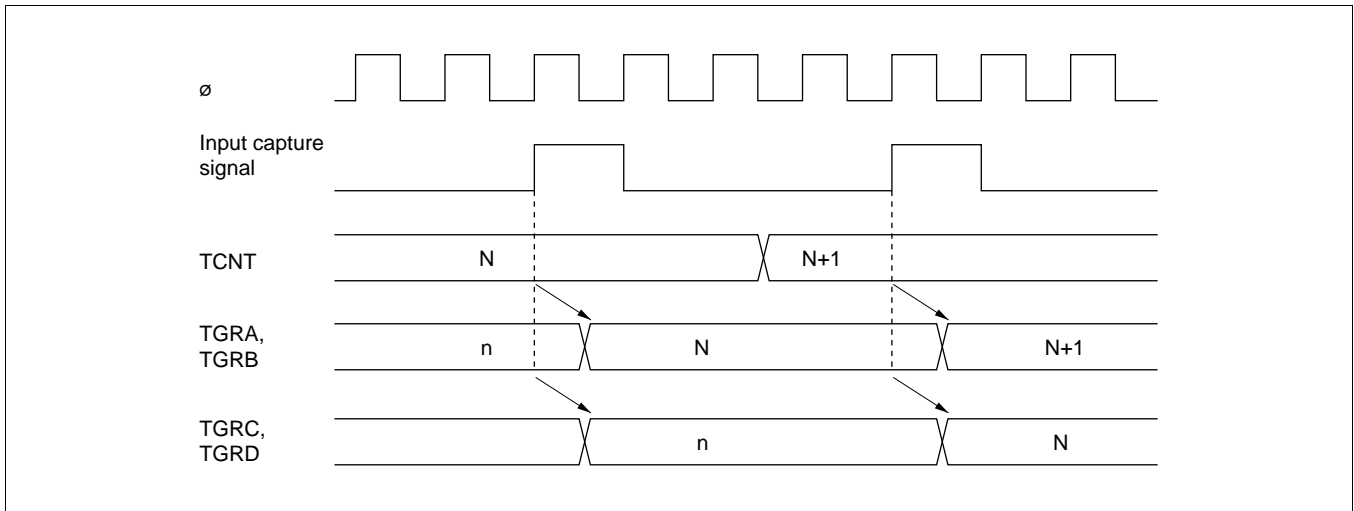 ø
Input capture
signal
TCNT
N
N+1
TGRA,
TGRB
n
N
N+1
TGRC,
TGRD
n
N